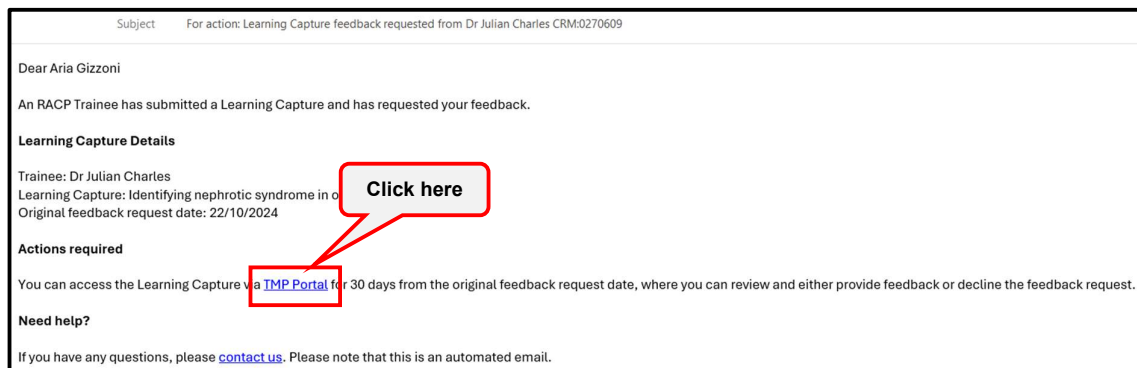 Subject For action: Learning Capture feedback requested from Dr Julian Charles CRM:0270609
Dear Aria Gizzoni
An RACP Trainee has submitted a Learning Capture and has requested your feedback.
Learning Capture Details
Trainee: Dr Julian Charles
Learning Capture: Identifying nephrotic syndrome in
Original feedback request date: 22/10/2024
Click here
Actions required
You can access the Learning Capture via TMP Portal for 30 days from the original feedback request date, where you can review and either provide feedback or decline the feedback request.
Need help?
If you have any questions, please contact us. Please note that this is an automated email.